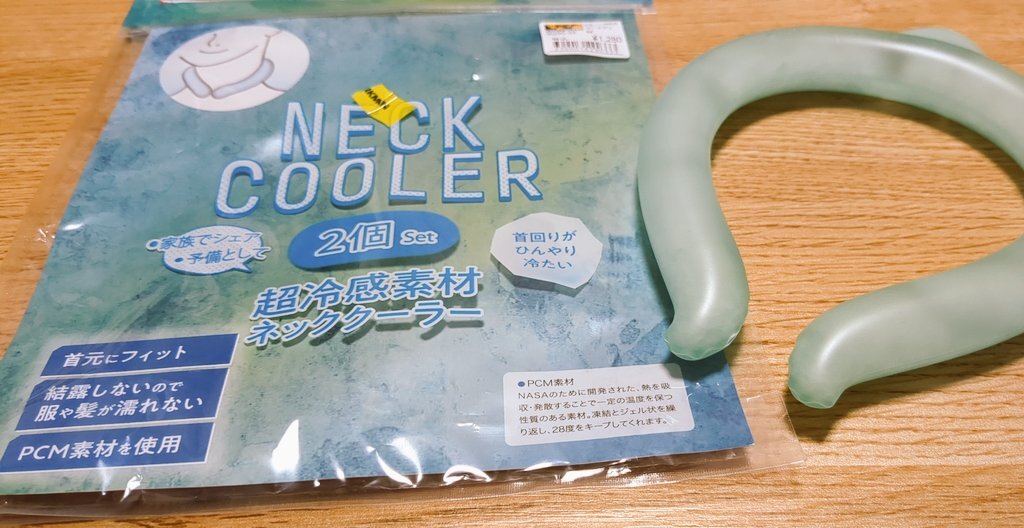 ¥1,280
NECK
COOLER
・家族でシェア
・予備として
2個 Set
首回りが
ひんやり
冷たい
超冷感素材
ネッククーラー
首元にフィット
結露しないので
服や髪が濡れない
PCM素材を使用
●PCM素材
NASAのために開発された、熱を吸
収・発散することで一定の温度を保つ
性質のある素材。凍結とジェル状を繰
り返し、28度をキープしてくれます。